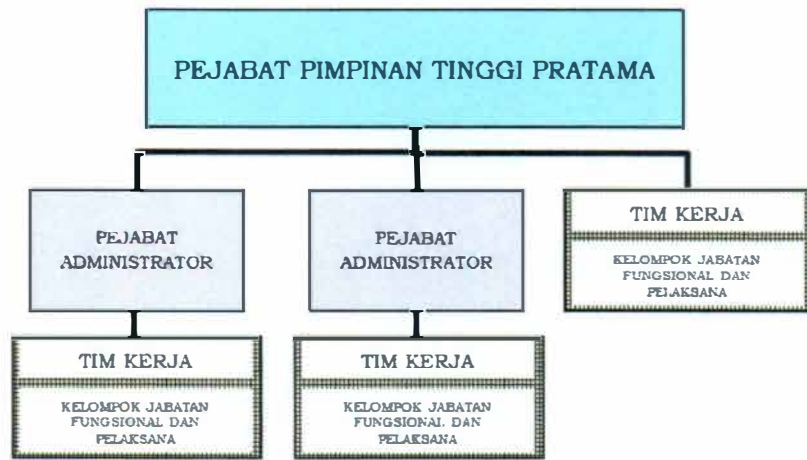 PEJABAT PIMPINAN TINGGI PRATAMA
PEJABAT
ADMINISTRATOR
PEJABAT
ADMINISTRATOR
TIM KERJA
KELOMPOK JABATAN
FUNGSIONAL DAN
PELAKSANA
TIM KERJA
KELOMPOK JABATAN
FUNGSIONAL DAN
PELAKSANA
TIM KERJA
KELOMPOK JABATAN
FUNGSIONAL DAN
PELAKSANA